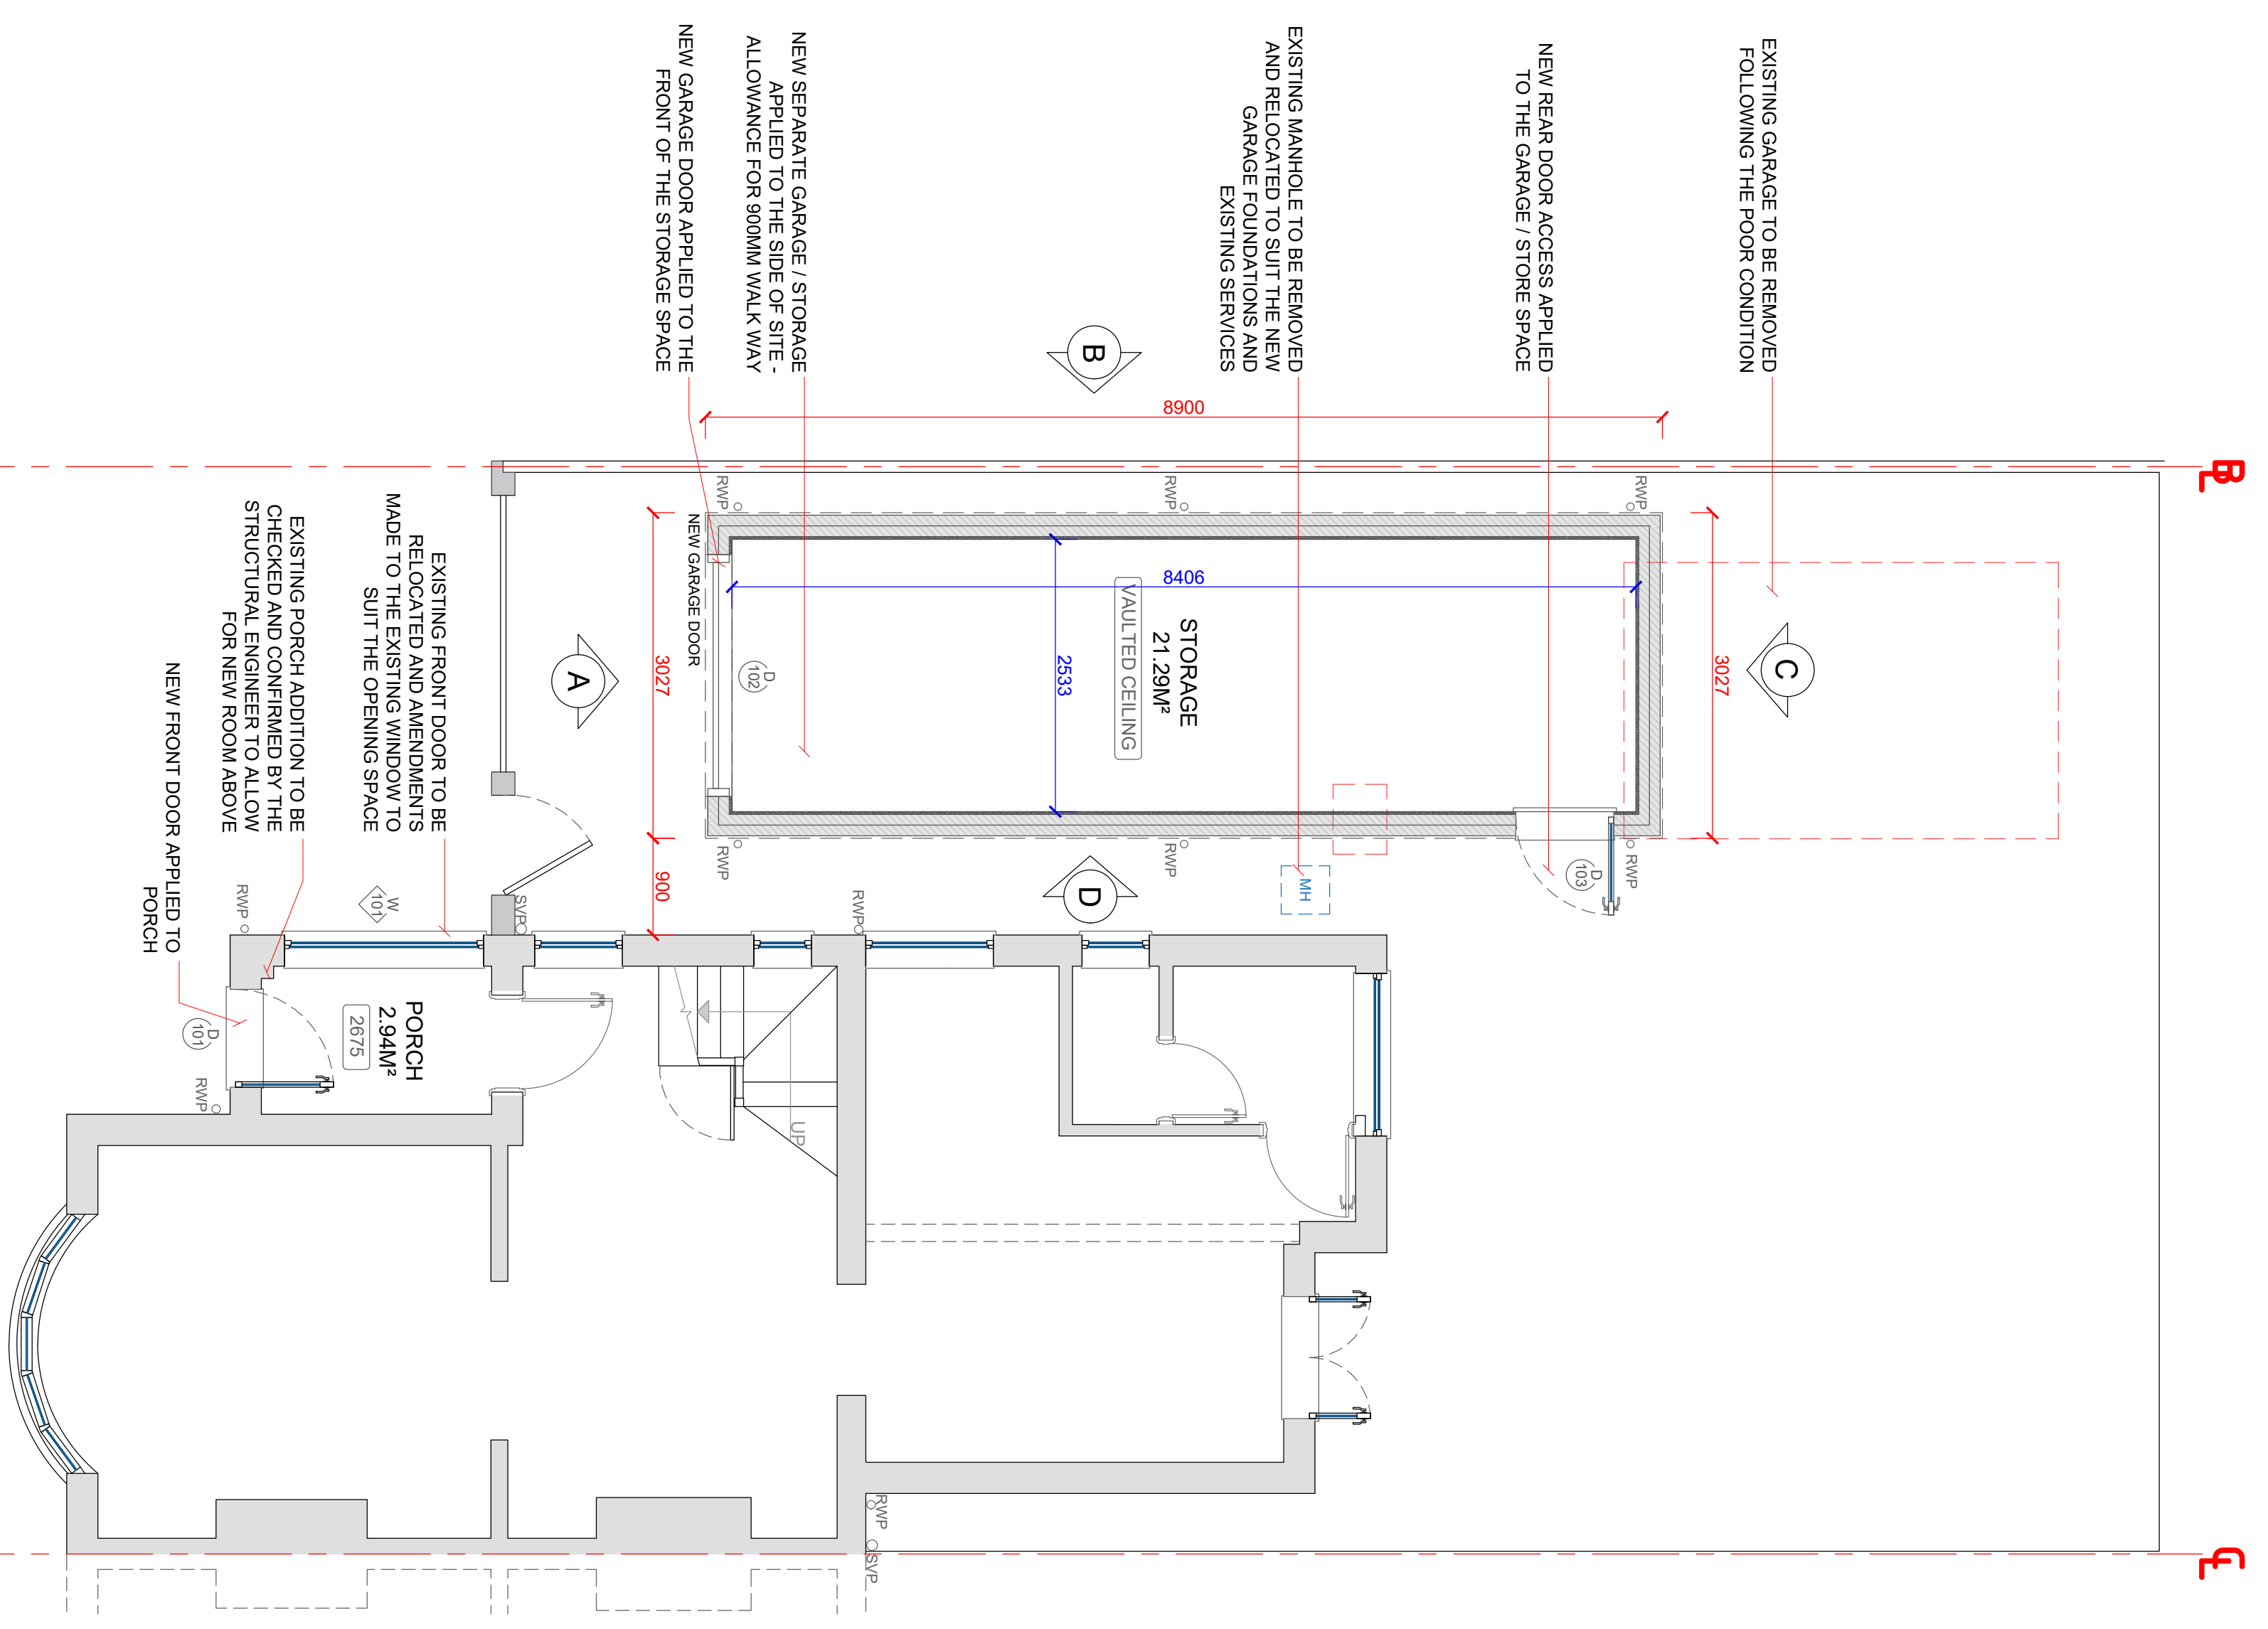 EXISTING GARAGE TO BE REMOVED
FOLLOWING THE POOR CONDITION
NEW REAR DOOR ACCESS APPLIED
TO THE GARAGE / STORE SPACE
EXISTING MANHOLE TO BE REMOVED
AND RELOCATED TO SUIT THE NEW
GARAGE FOUNDATIONS AND
EXISTING SERVICES
NEW SEPARATE GARAGE / STORAGE
APPLIED TO THE SIDE OF SITE -
ALLOWANCE FOR 900MM WALK WAY
NEW GARAGE DOOR APPLIED TO THE
FRONT OF THE STORAGE SPACE
B
8900
BL
RWP
RWP
RWP
3027
C
8406
STORAGE
21.29M²
VAULTED CEILING
2533
D
102
NEW GARAGE DOOR
3027
A
RWP
RWP
RWP
D
103
MH
D
900
RWP
SVP
EXISTING FRONT DOOR TO BE
RELOCATED AND AMENDMENTS
MADE TO THE EXISTING WINDOW TO
SUIT THE OPENING SPACE
EXISTING PORCH ADDITION TO BE
CHECKED AND CONFIRMED BY THE
STRUCTURAL ENGINEER TO ALLOW
FOR NEW ROOM ABOVE
NEW FRONT DOOR APPLIED TO
PORCH
W
101
RWP
PORCH
2.94M²
2675
D
101
RWP
UP
RWP
SVP
CL